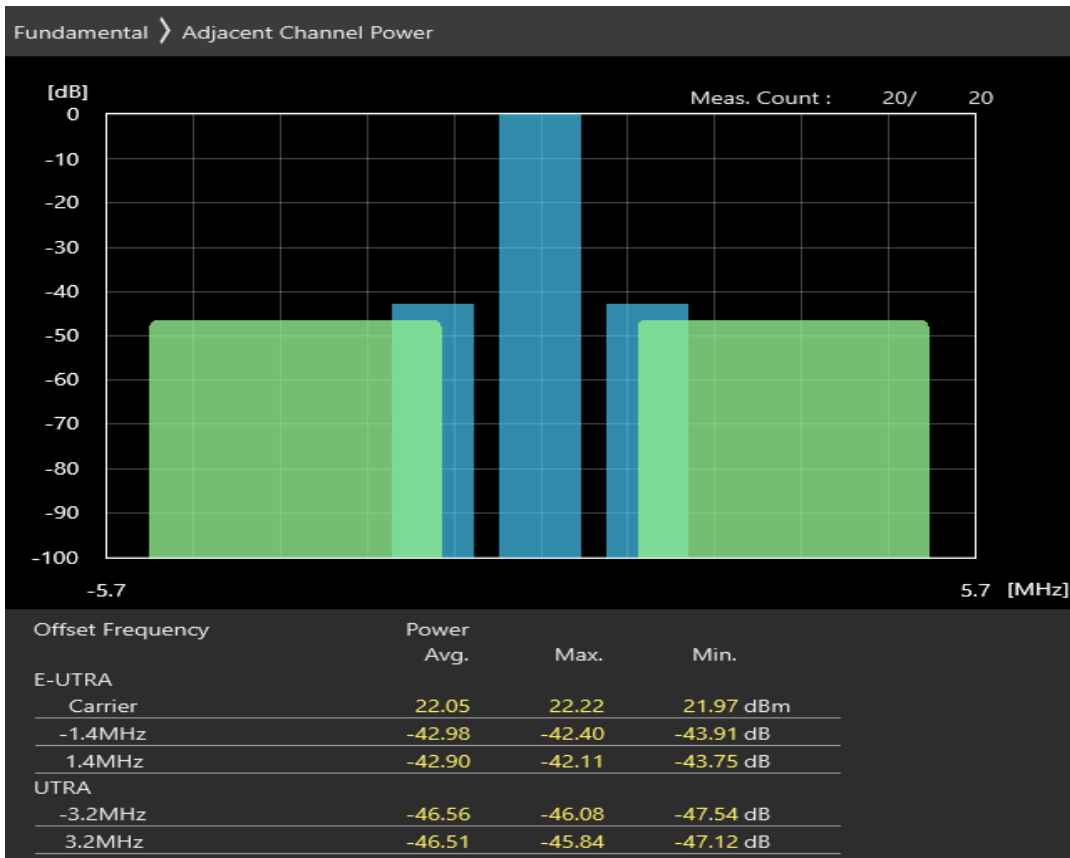 Fundamental 〉 Adjacent Channel Power
[dB]
Meas. Count : 20/ 20
0
-10
-20
-30
-40
-50
-60
-70
-80
-90
-100
-5.7 5.7 [MHz]
Offset Frequency Power
Avg. Max. Min.
E-UTRA
Carrier 22.05 22.22 21.97 dBm
-1.4MHz -42.98 -42.40 -43.91 dB
1.4MHz -42.90 -42.11 -43.75 dB
UTRA
-3.2MHz -46.56 -46.08 -47.54 dB
3.2MHz -46.51 -45.84 -47.12 dB